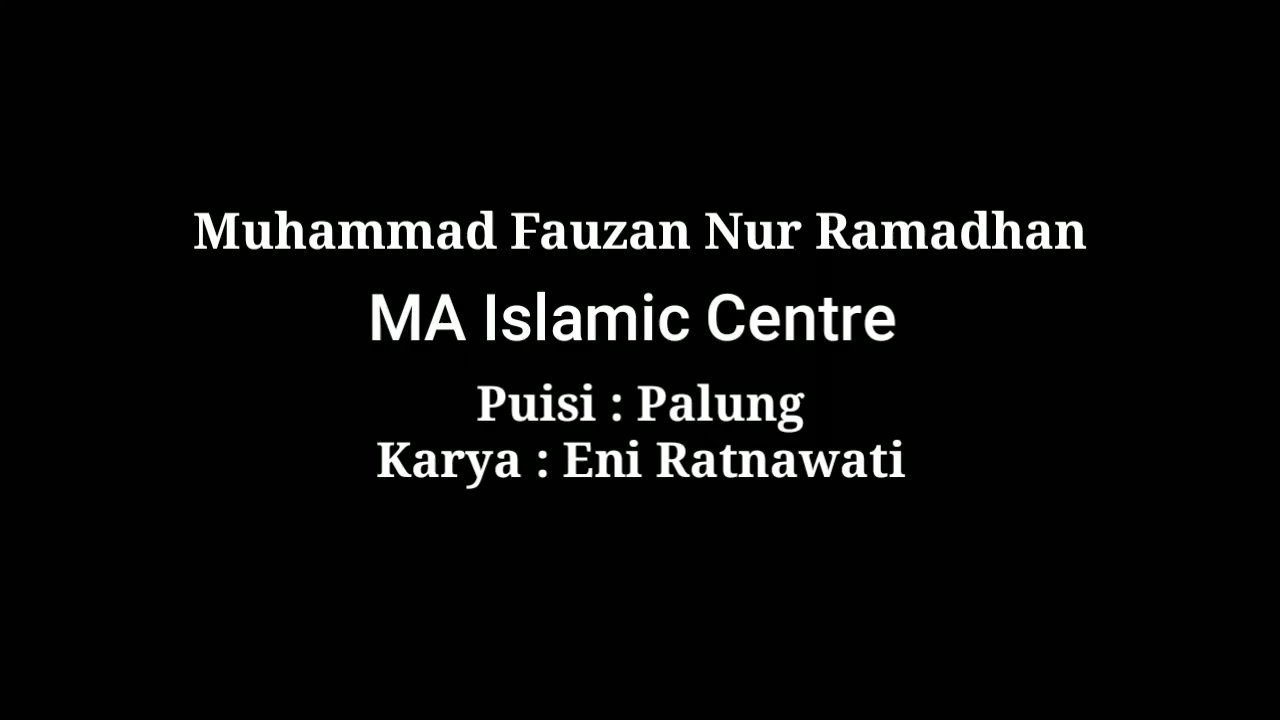 Muhammad Fauzan Nur Ramadhan
MA Islamic Centre
Puisi : Palung
Karya : Eni Ratnawati